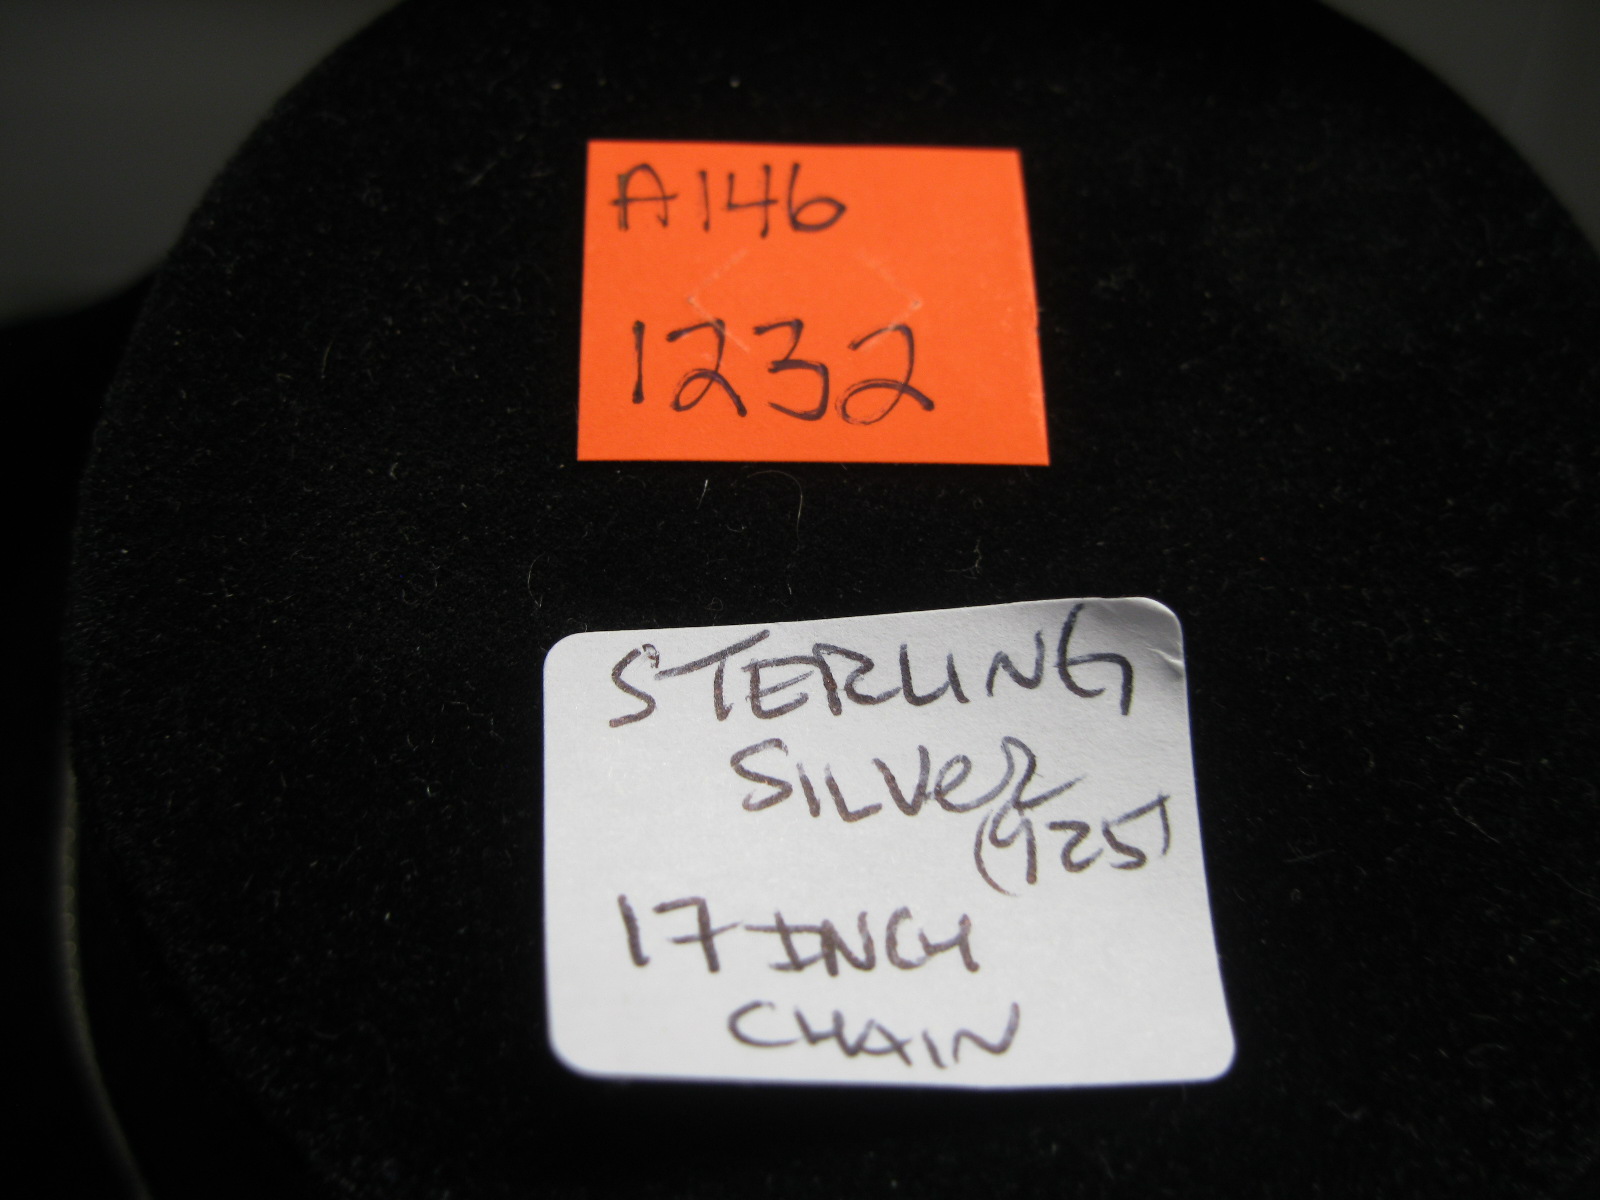 A146
1232
STERLING
SILVeR
(925)
17 INCH
CHAIN